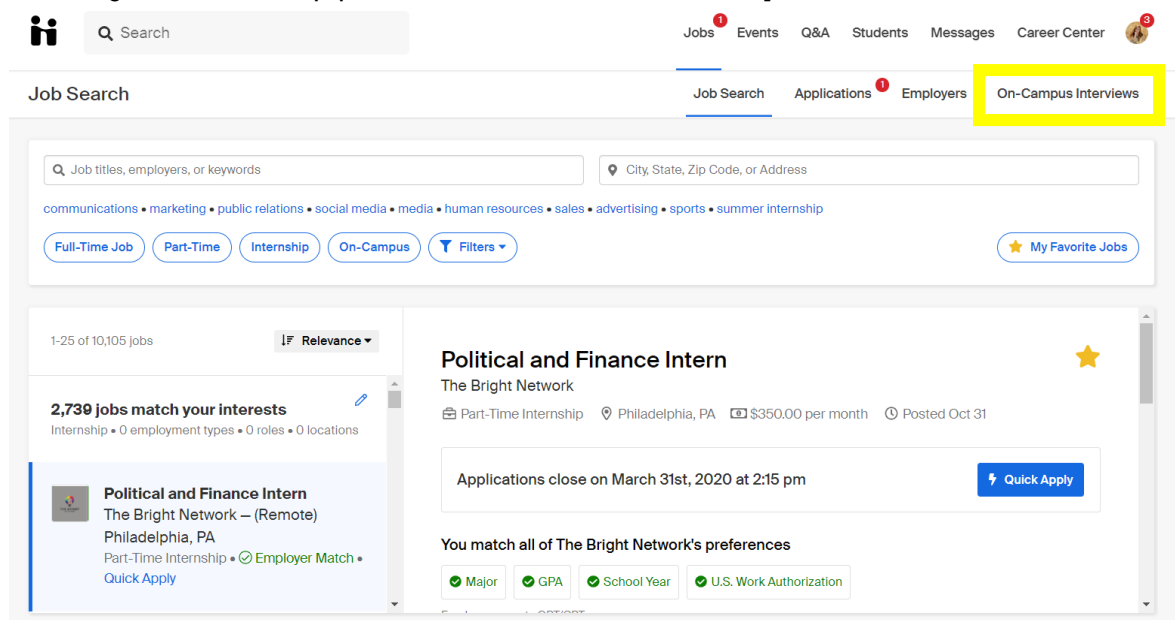 Search
Jobs 1 Events Q&A Students Messages Career Center 3
Job Search
Job Search Applications 1 Employers On-Campus Interviews
Job titles, employers, or keywords
City, State, Zip Code, or Address
communications • marketing • public relations • social media • media • human resources • sales • advertising • sports • summer internship
Full-Time Job Part-Time Internship On-Campus Filters
My Favorite Jobs
1-25 of 10,105 jobs
Relevance
2,739 jobs match your interests
Internship • 0 employment types • 0 roles • 0 locations
Political and Finance Intern
The Bright Network – (Remote)
Philadelphia, PA
Part-Time Internship • Employer Match •
Quick Apply
Political and Finance Intern
The Bright Network
Part-Time Internship Philadelphia, PA $350.00 per month Posted Oct 31
Applications close on March 31st, 2020 at 2:15 pm
Quick Apply
You match all of The Bright Network's preferences
Major GPA School Year U.S. Work Authorization